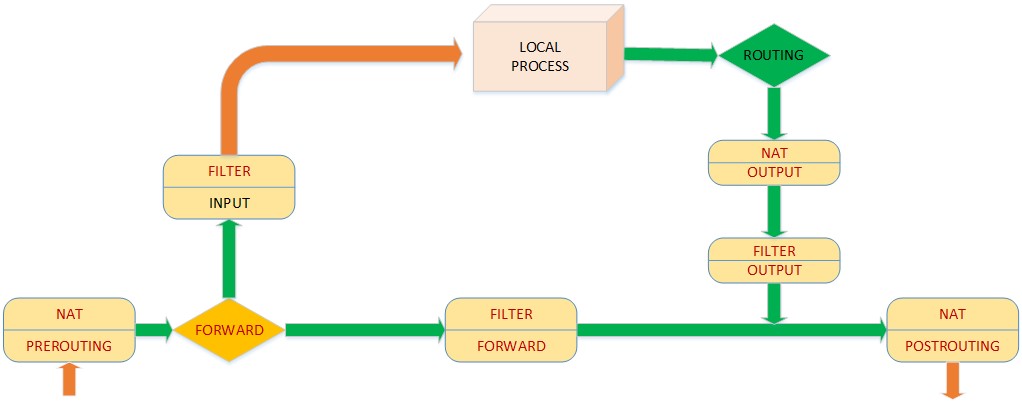 LOCAL
PROCESS
ROUTING
NAT
OUTPUT
FILTER
INPUT
FILTER
OUTPUT
NAT
PREROUTING
FORWARD
FILTER
FORWARD
NAT
POSTROUTING